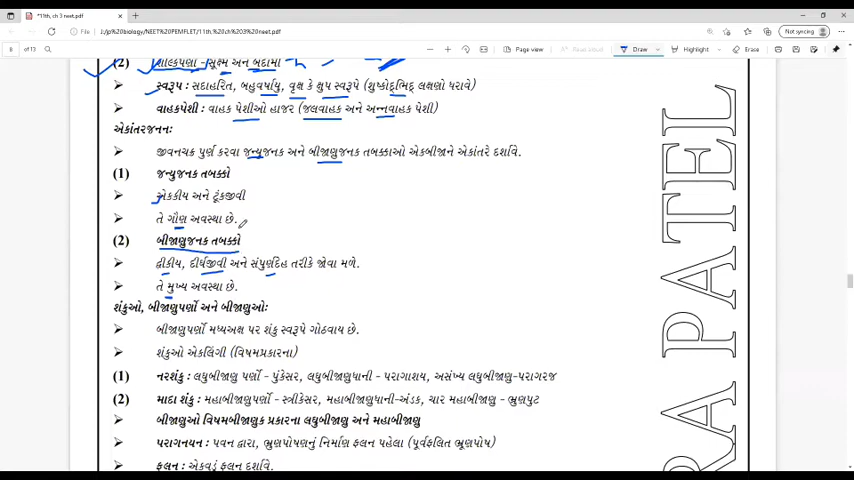 *11th, ch 3 neet.pdf
File | J:/p%20biology/NEET%20PEMFLET/11th,ch%203%20neet.pdf
Not syncing
8 of 13
Page view
Draw
Highlight
Erase
(2) શલ્કપર્ણો - સૂક્ષ્મ અને બદામી
સ્વરૂપ : સદાહરિત, બહુવર્ષાયુ, વૃક્ષ કે ક્ષુપ સ્વરૂપે (શુષ્કોદ્ભિદ્ લક્ષણો ધરાવે)
વાહકપેશી : વાહક પેશીઓ હાજર (જલવાહક અને અન્નવાહક પેશી)
એકાંતરજનનઃ
જીવનચક્ર પુર્ણ કરવા જન્યુજનક અને બીજાણુજનક તબક્કાઓ એકબીજાને એકાંતરે દર્શાવે.
(1) જન્યુજનક તબક્કો
એકકીય અને ટૂંકજીવી
તે ગૌણ અવસ્થા છે.
(2) બીજાણુજનક તબક્કો
દ્વીકીય, દીર્ઘજીવી અને સંપુર્ણદેહ તરીકે જોવા મળે.
તે મુખ્ય અવસ્થા છે.
શંકુઓ, બીજાણુપર્ણો અને બીજાણુઓઃ
બીજાણુપર્ણો મધ્યઅક્ષ પર શંકુ સ્વરૂપે ગોઠવાય છે.
શંકુઓ એકલિંગી (વિષમપ્રકારના)
(1) નરશંકુ : લઘુબીજાણુ પર્ણો - પુંકેસર, લઘુબીજાણુધાની - પરાગાશય, અસંખ્ય લઘુબીજાણુ-પરાગરજ
(2) માદા શંકુ : મહાબીજાણુપર્ણો - સ્ત્રીકેસર, મહાબીજાણુધાની-અંડક, ચાર મહાબીજાણુ - ભ્રુણપુટ
બીજાણુઓ વિષમબીજાણુક પ્રકારના લઘુબીજાણુ અને મહાબીજાણુ
પરાગનયન : પવન દ્વારા, ભ્રુણપોષણનું નિર્માણ ફલન પહેલા (પૂર્વફલિત ભ્રૂણપોષ)
ફલન : એકવડું ફલન દર્શાવે.
RA PATEL